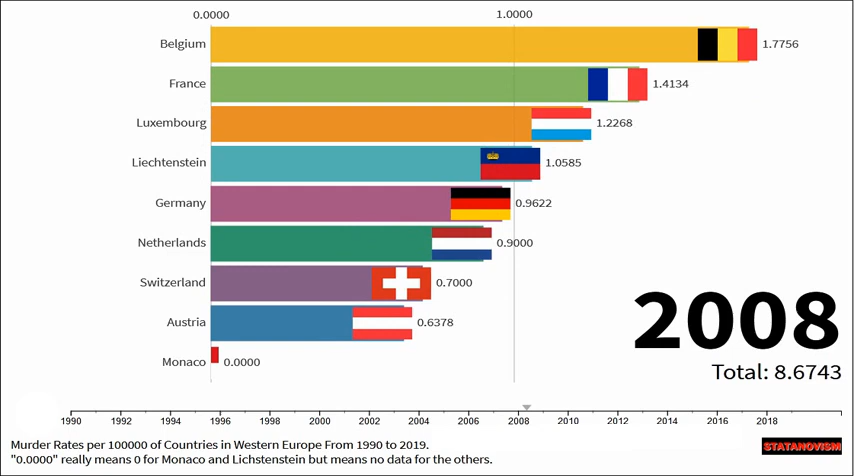 0.0000 1.0000
Belgium 1.7756
France 1.4134
Luxembourg 1.2268
Liechtenstein 1.0585
Germany 0.9622
Netherlands 0.9000
Switzerland 0.7000
Austria 0.6378
Monaco 0.0000
2008
Total: 8.6743
1990 1992 1994 1996 1998 2000 2002 2004 2006 2008 2010 2012 2014 2016 2018
Murder Rates per 100000 of Countries in Western Europe From 1990 to 2019.
"0.0000" really means 0 for Monaco and Lichstenstein but means no data for the others.
STATANOVISM